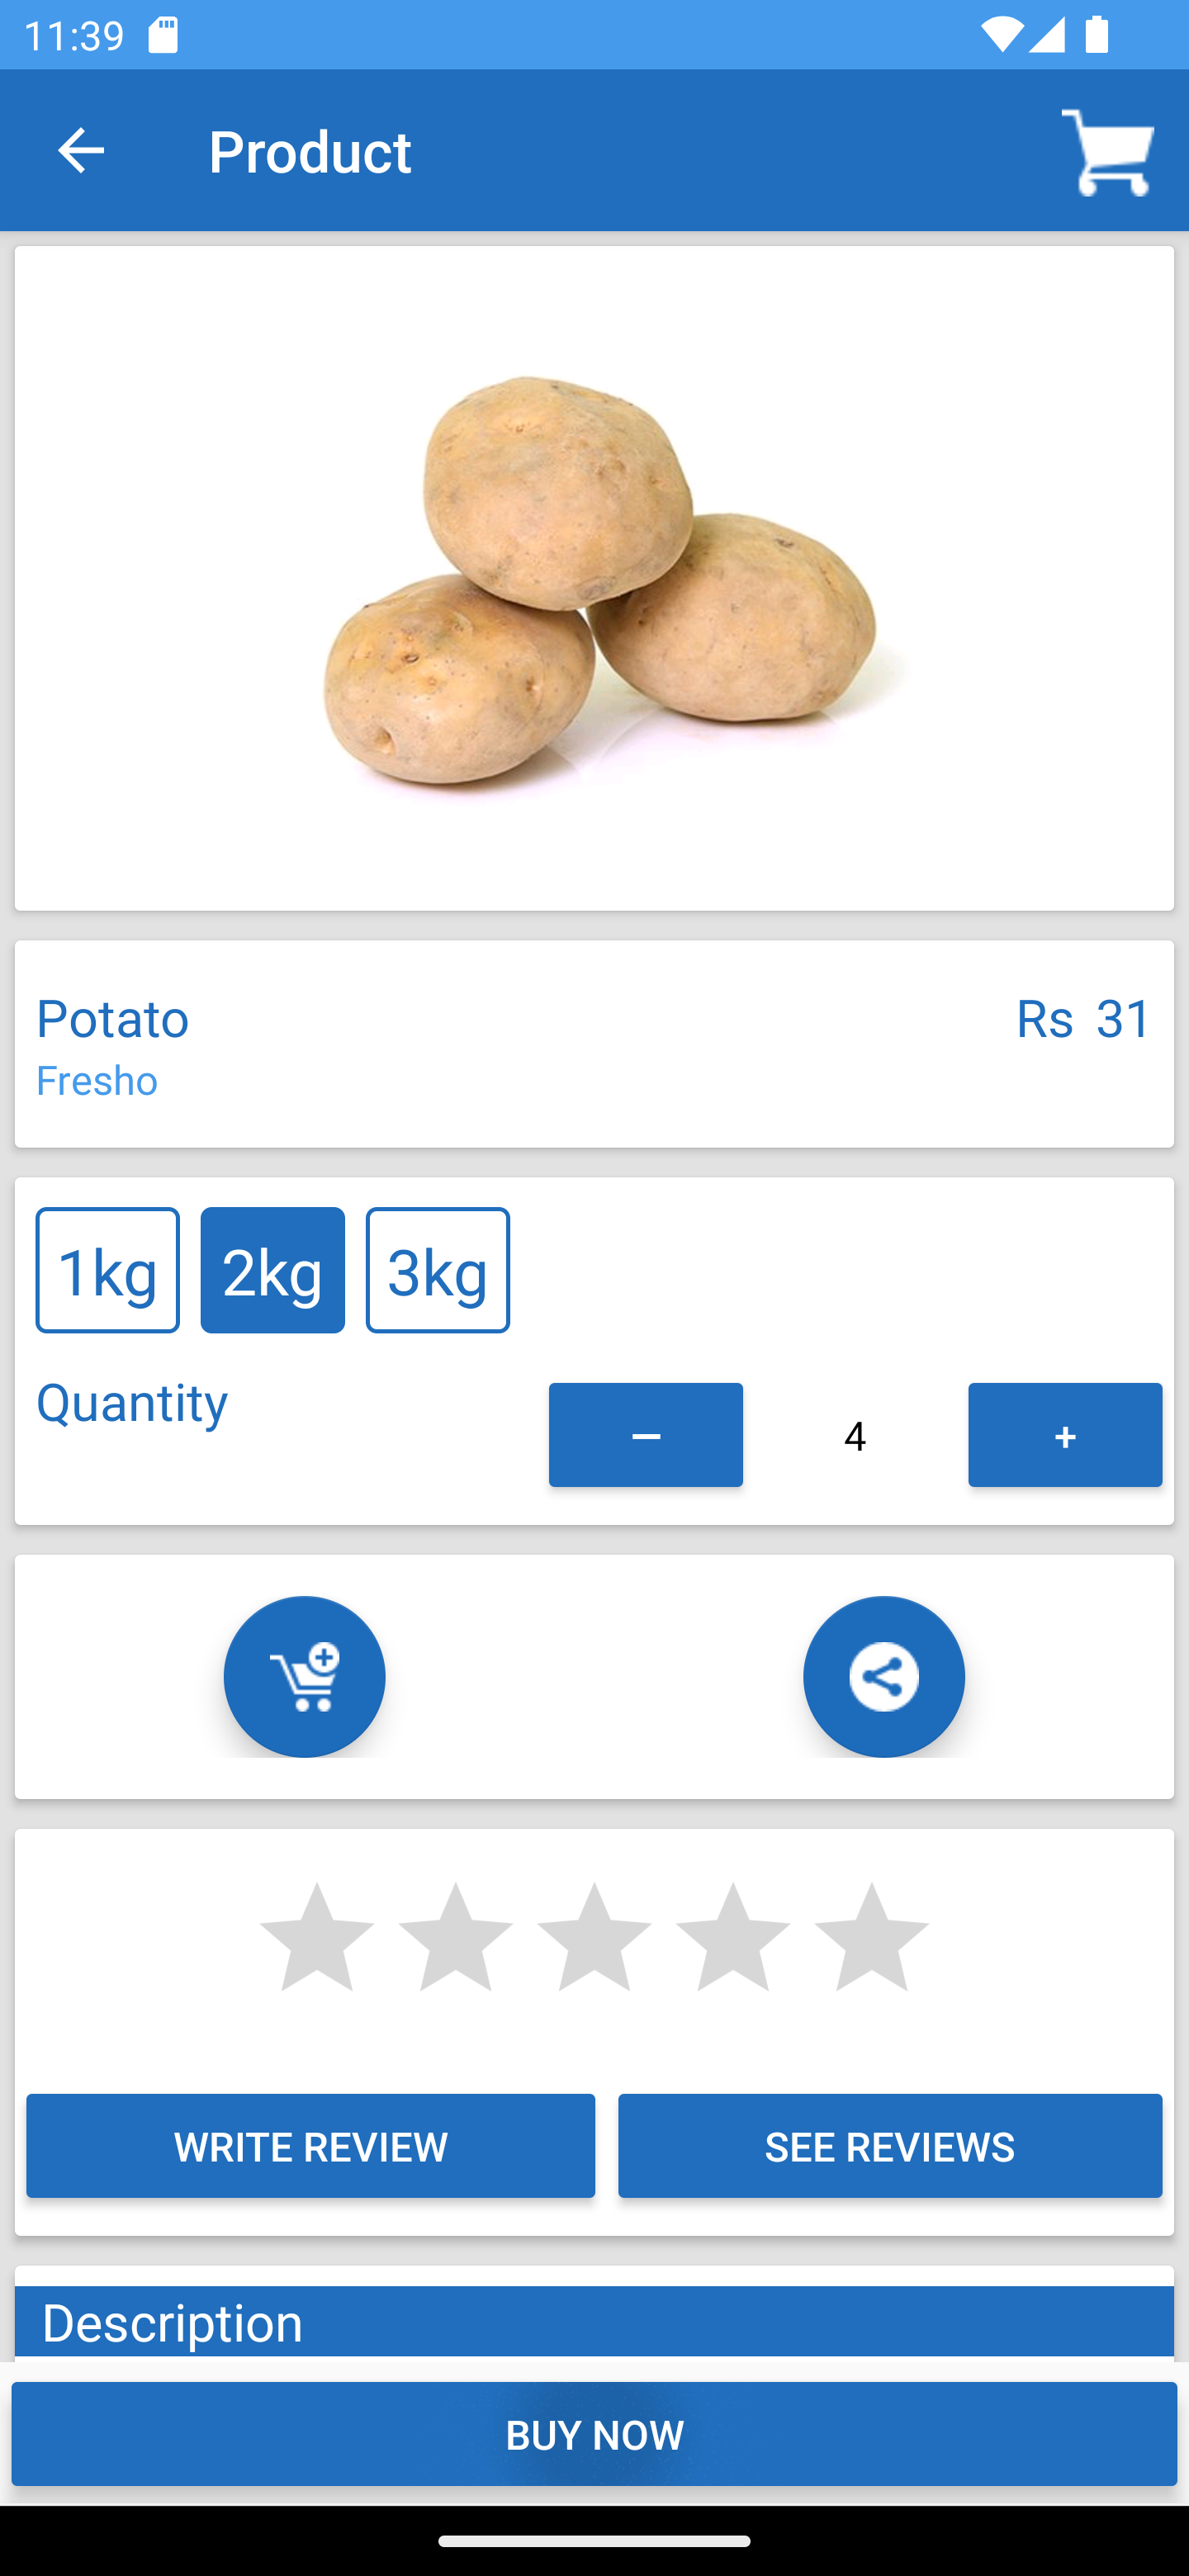 11:39
Product
Potato
Rs 31
Fresho
1kg 2kg 3kg
Quantity
– 4 +
WRITE REVIEW
SEE REVIEWS
Description
BUY NOW